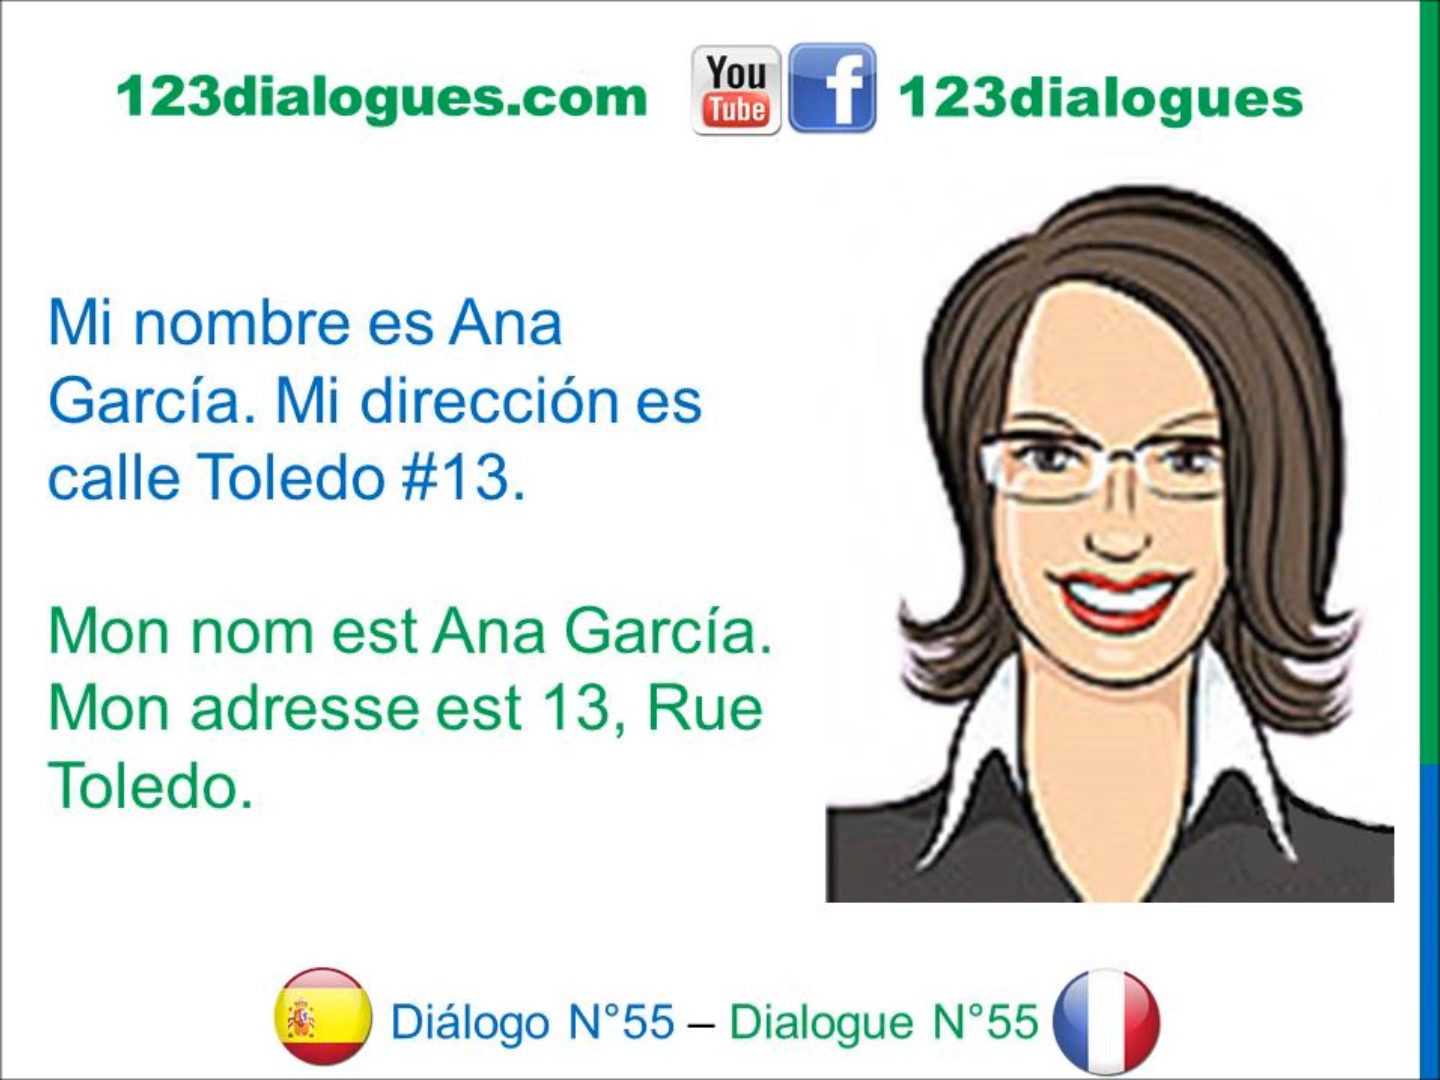 123dialogues.com You Tube f 123dialogues
Mi nombre es Ana
García. Mi dirección es
calle Toledo #13.
Mon nom est Ana García.
Mon adresse est 13, Rue
Toledo.
Diálogo N°55 – Dialogue N°55